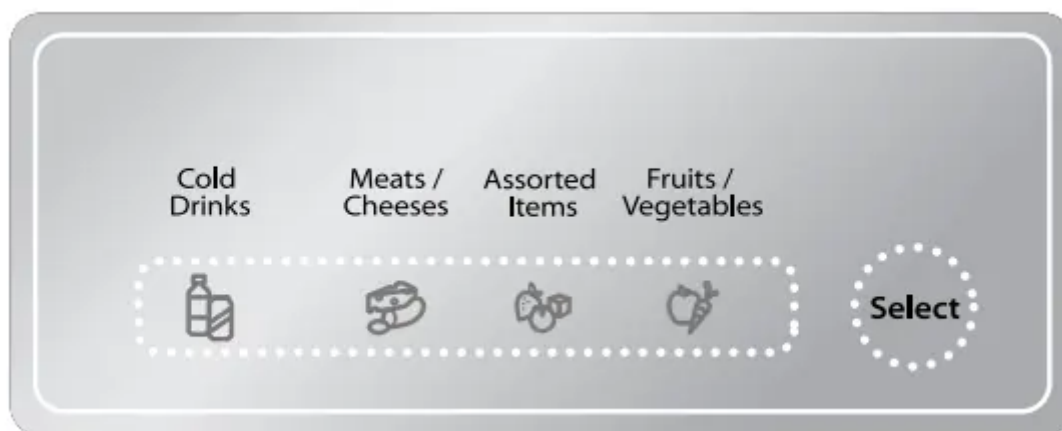 Cold
Drinks
Meats /
Cheeses
Assorted
Items
Fruits /
Vegetables
Select